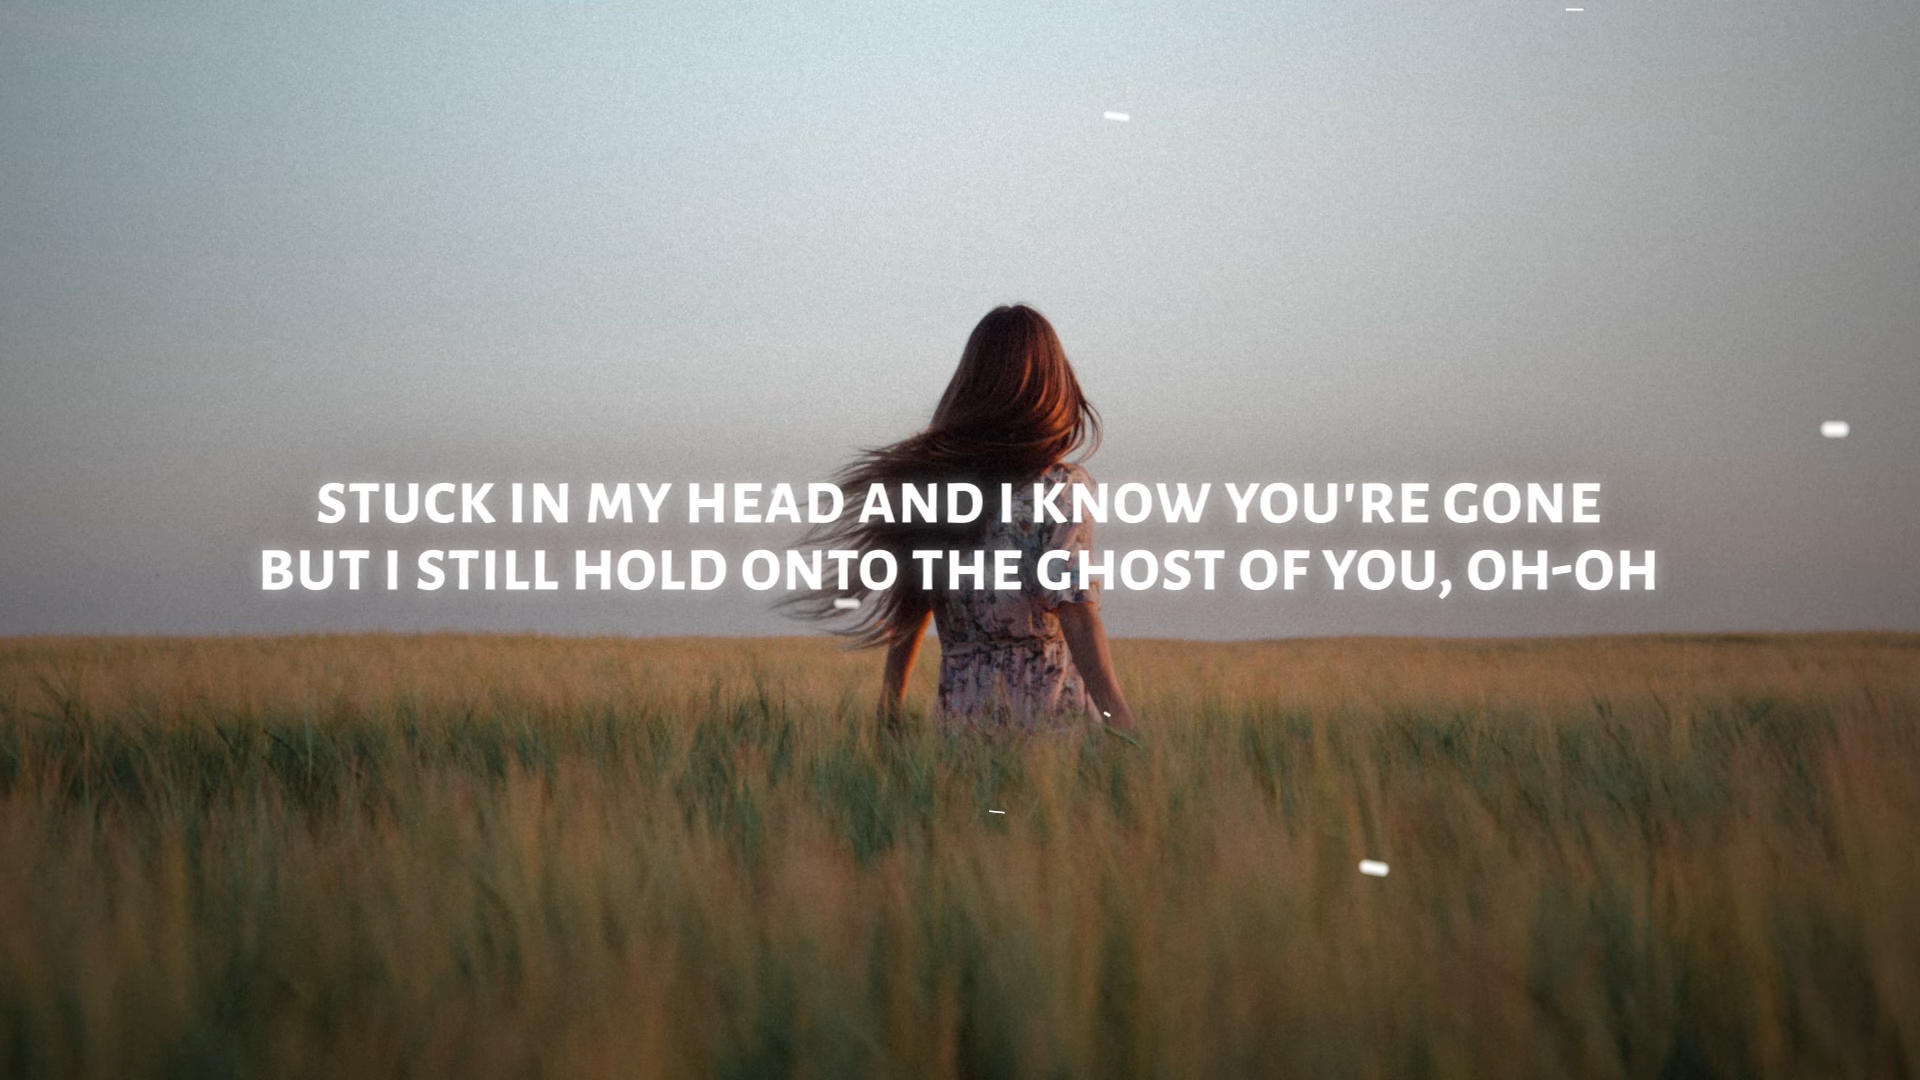 STUCK IN MY HEAD AND I KNOW YOU'RE GONE
BUT I STILL HOLD ONTO THE GHOST OF YOU, OH-OH